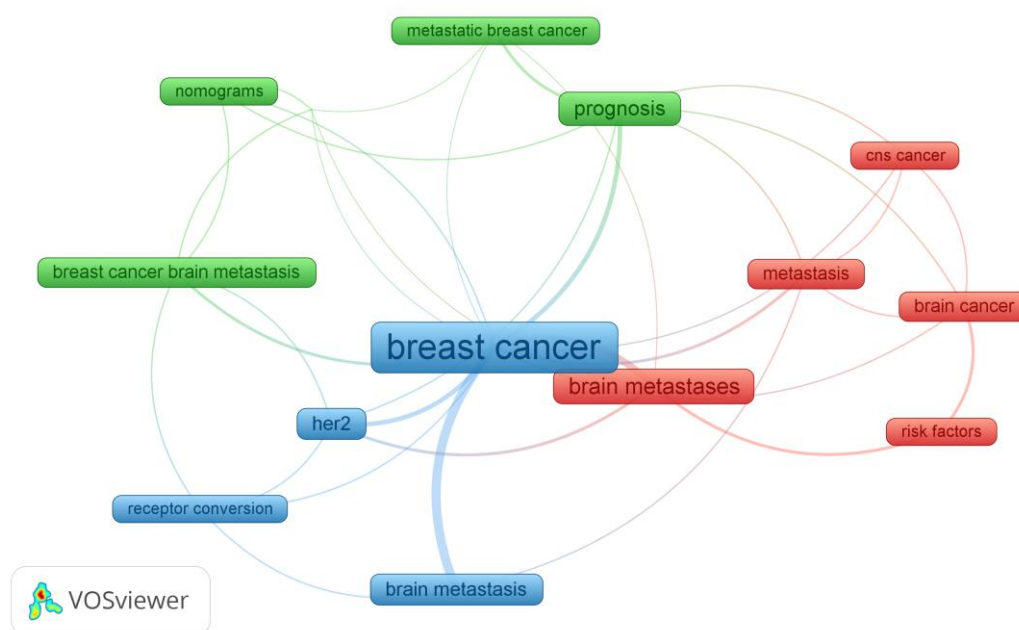 metastatic breast cancer
nomograms
prognosis
cns cancer
breast cancer brain metastasis
metastasis
brain cancer
breast cancer
brain metastases
her2
risk factors
receptor conversion
brain metastasis
VOSviewer